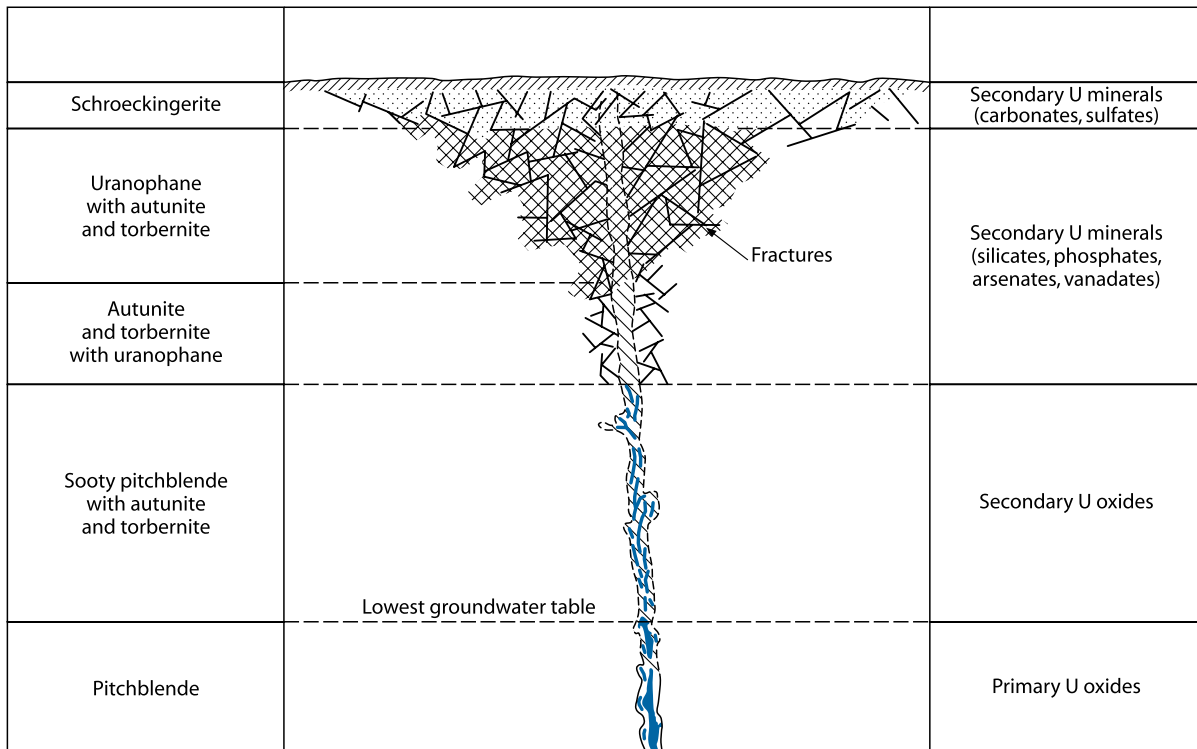 Schroeckingerite
Secondary U minerals
(carbonates, sulfates)
Uranophane
with autunite
and torbernite
Fractures
Secondary U minerals
(silicates, phosphates,
arsenates, vanadates)
Autunite
and torbernite
with uranophane
Sooty pitchblende
with autunite
and torbernite
Secondary U oxides
Lowest groundwater table
Pitchblende
Primary U oxides